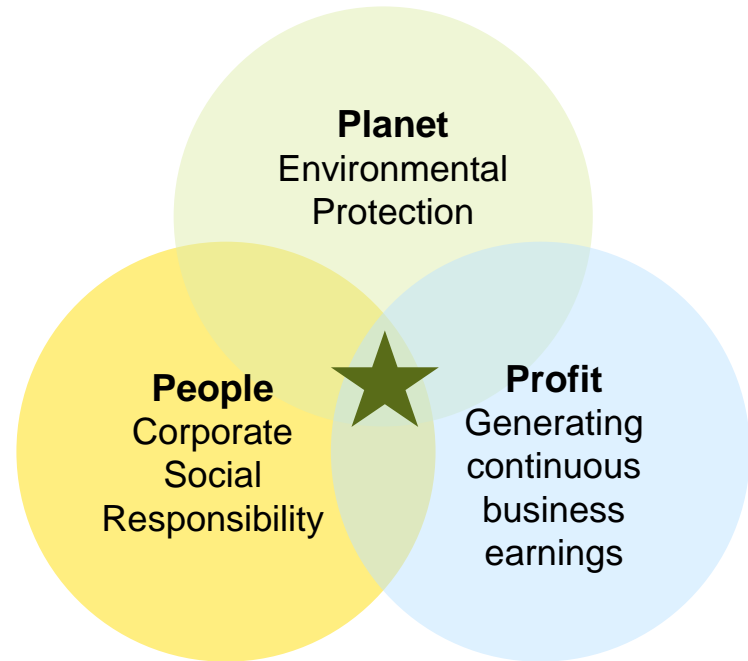 Planet
Environmental
Protection
People
Corporate
Social
Responsibility
Profit
Generating
continuous
business
earnings